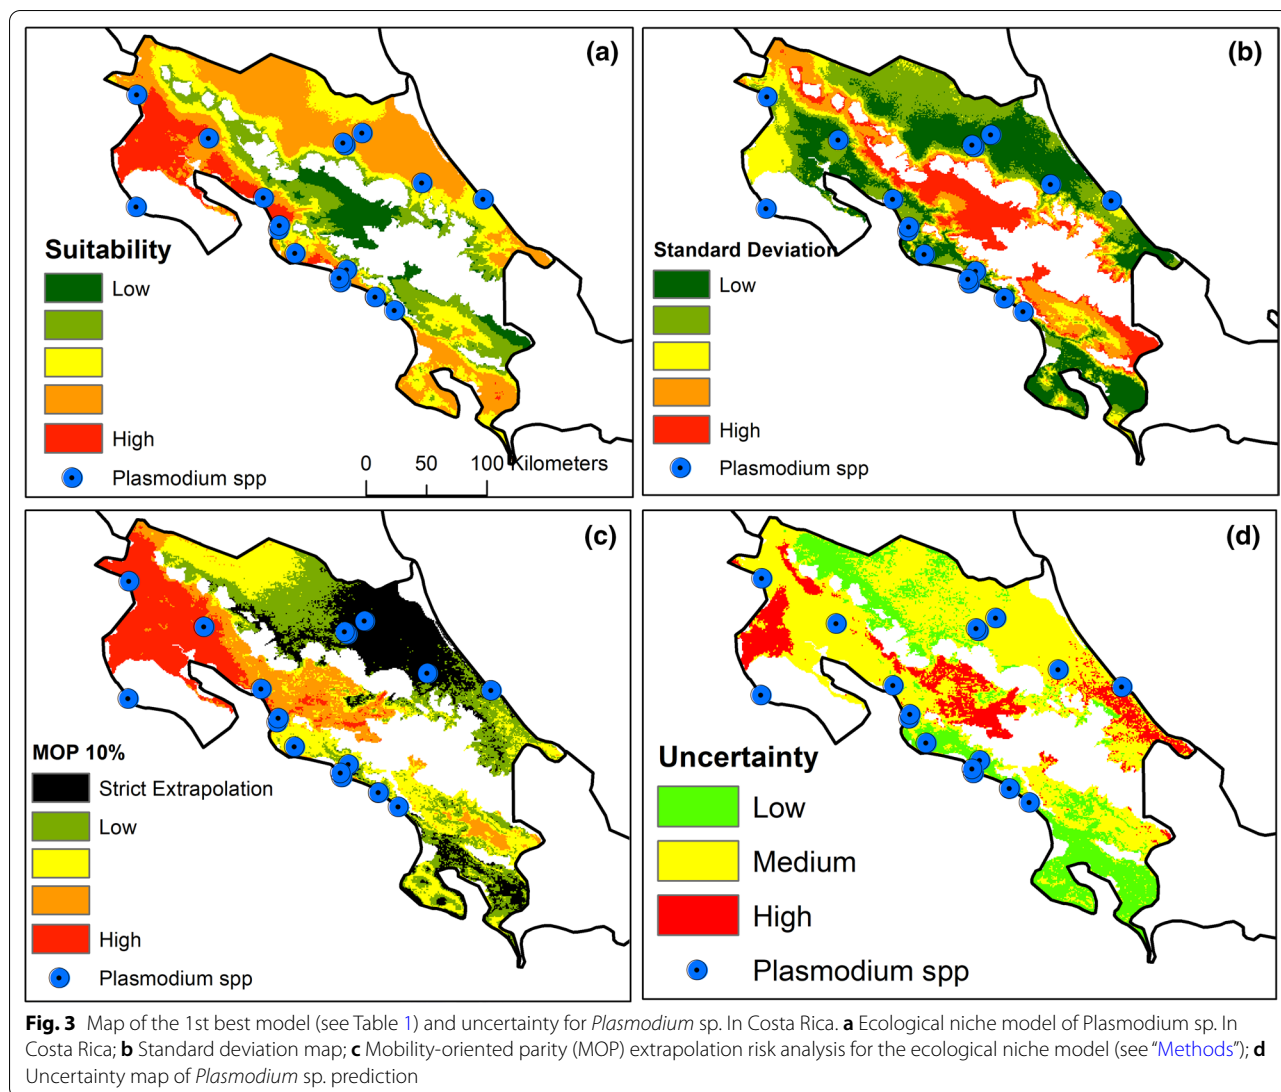 (a)
Suitability
Low
High
Plasmodium spp
0 50 100 Kilometers
(b)
Standard Deviation
Low
High
Plasmodium spp
(c)
MOP 10%
Strict Extrapolation
Low
High
Plasmodium spp
(d)
Uncertainty
Low
Medium
High
Plasmodium spp
Fig. 3 Map of the 1st best model (see Table 1) and uncertainty for Plasmodium sp. In Costa Rica. a Ecological niche model of Plasmodium sp. In
Costa Rica; b Standard deviation map; c Mobility-oriented parity (MOP) extrapolation risk analysis for the ecological niche model (see “Methods”); d
Uncertainty map of Plasmodium sp. prediction